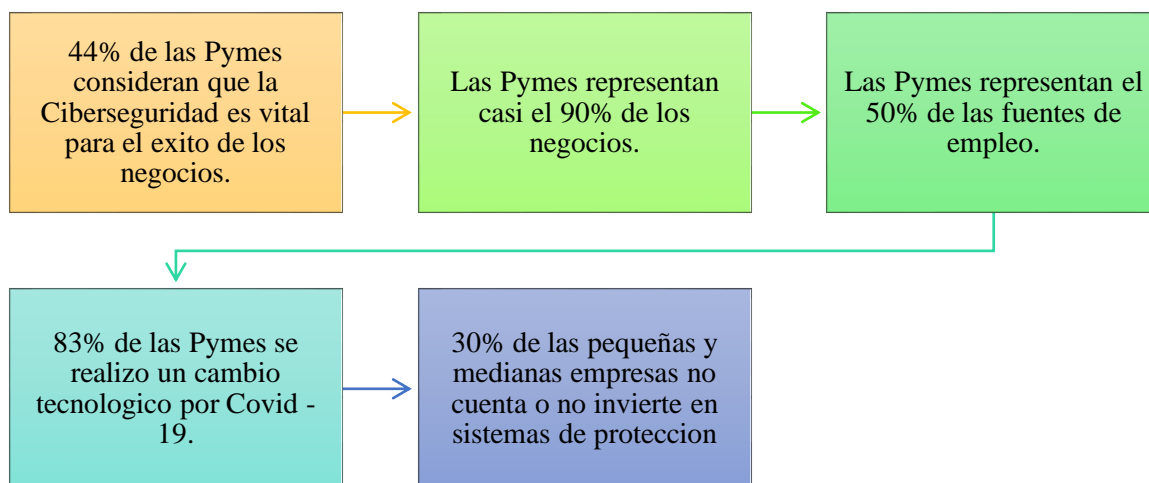 44% de las Pymes
consideran que la
Ciberseguridad es vital
para el exito de los
negocios.
Las Pymes representan
casi el 90% de los
negocios.
Las Pymes representan el
50% de las fuentes de
empleo.
83% de las Pymes se
realizo un cambio
tecnologico por Covid -
19.
30% de las pequeñas y
medianas empresas no
cuenta o no invierte en
sistemas de proteccion